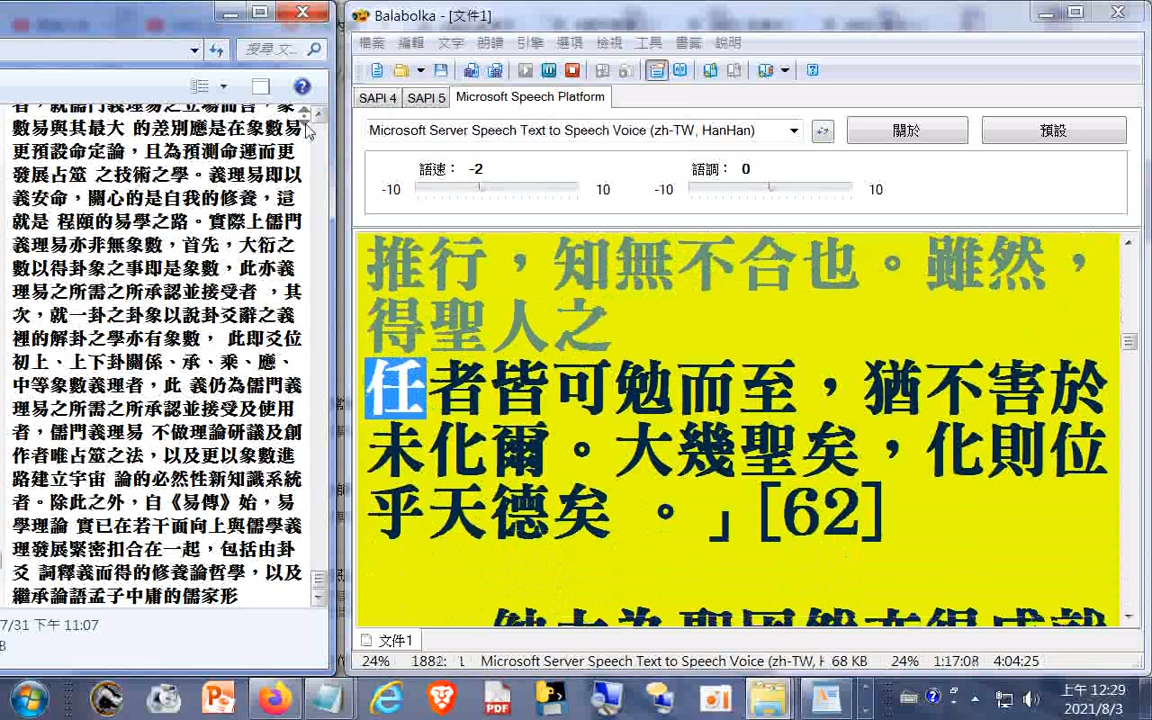 搜尋 文...
者，就儒門義理易之立場而言，象
數易與其最大 的差別應是在象數易
更預設命定論，且為預測命運而更
發展占筮 之技術之學。義理易即以
義安命，關心的是自我的修養，這
就是 程頤的易學之路。實際上儒門
義理易亦非無象數，首先，大衍之
數以得卦象之事即是象數，此亦義
理易之所需之所承認並接受者 ，其
次，就一卦之卦象以說卦爻辭之義
裡的解卦之學亦有象數， 此即爻位
初上、上下卦關係、承、乘、應、
中等象數義理者，此 義仍為儒門義
理易之所需之所承認並接受及使用
者，儒門義理易 不做理論研議及創
作者唯占筮之法，以及更以象數進
路建立宇宙 論的必然性新知識系統
者。除此之外，自《易傳》始，易
學理論 實已在若干面向上與儒學義
理發展緊密扣合在一起，包括由卦
爻 詞釋義而得的修養論哲學，以及
繼承論語孟子中庸的儒家形
7/31 下午 11:07
B
Balabolka - [文件1]
檔案 編輯 文字 朗讀 引擎 選項 檢視 工具 書籤 說明
SAPI 4 SAPI 5 Microsoft Speech Platform
Microsoft Server Speech Text to Speech Voice (zh-TW, HanHan) 關於 預設
語速： -2 語調： 0
-10 10 -10 10
推行，知無不合也。雖然，
得聖人之
任者皆可勉而至，猶不害於
未化爾。大幾聖矣，化則位
乎天德矣 。」[62]
文件1
24% 1882: 1 Microsoft Server Speech Text to Speech Voice (zh-TW, H 68 KB 24% 1:17:08 4:04:25
PDF
上午 12:29
2021/8/3